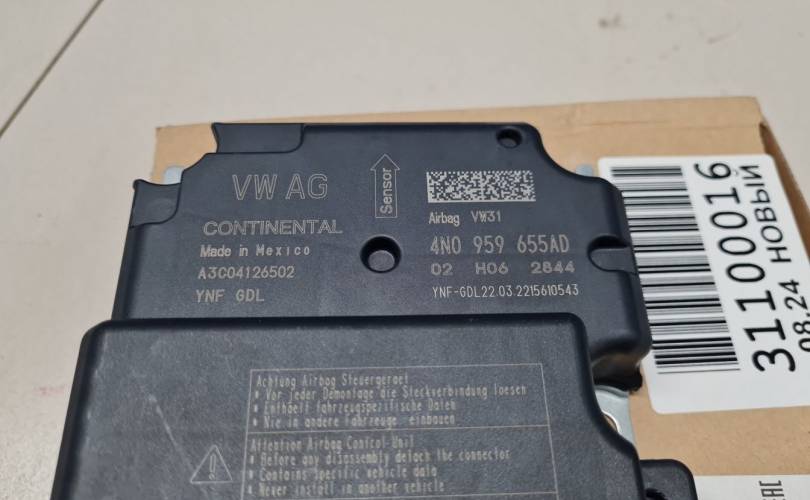 VW AG
CONTINENTAL
Made in Mexico
A3C04126502
YNF GDL
Sensor
Airbag VW31
4N0 959 655AD
02 H06 2844
YNF-GDL22.03.2215610543
Achtung Airbag Steuergeraet
• Vor jeder Demontage die Steckverbindung loesen
• Enthaelt fahrzeugspezifische Daten
• Nie in andere fahrzeuge einbauen
Attention Airbag Control Unit
• Before any disassembly detach the connector
• Contains specific vehicle data
• Never install in another vehicle
31100016
08.24 НОВЫЙ
EAC